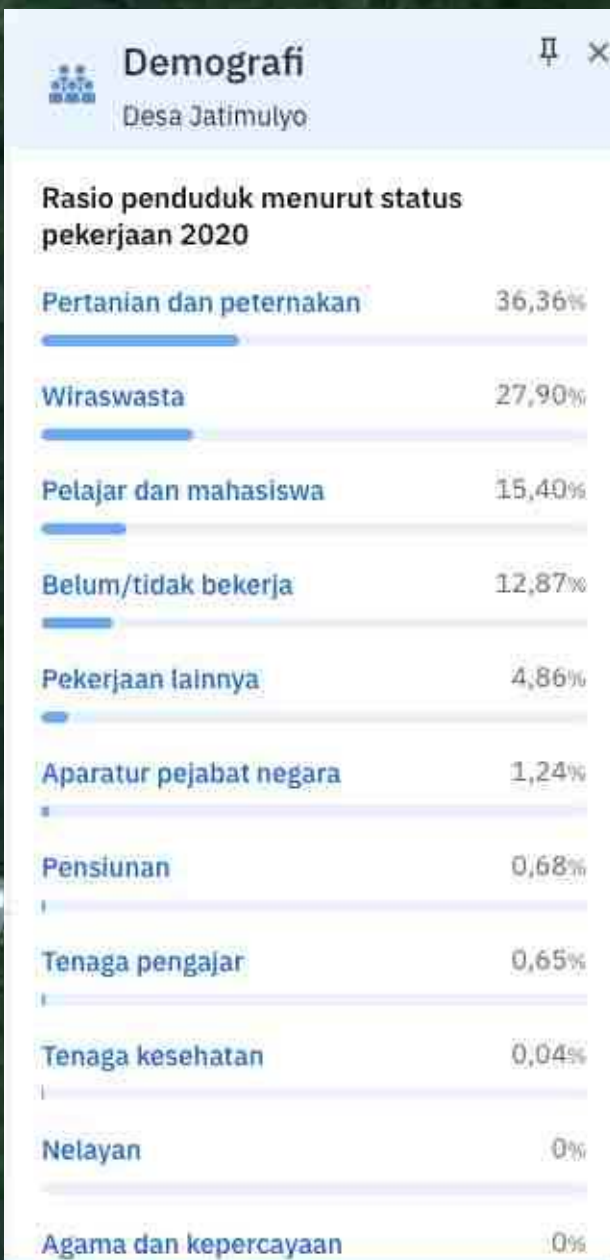 Demografi
Desa Jatimulyo
Rasio penduduk menurut status
pekerjaan 2020
Pertanian dan peternakan 36,36%
Wiraswasta 27,90%
Pelajar dan mahasiswa 15,40%
Belum/tidak bekerja 12,87%
Pekerjaan lainnya 4,86%
Aparatur pejabat negara 1,24%
Pensiunan 0,68%
Tenaga pengajar 0,65%
Tenaga kesehatan 0,04%
Nelayan 0%
Agama dan kepercayaan 0%